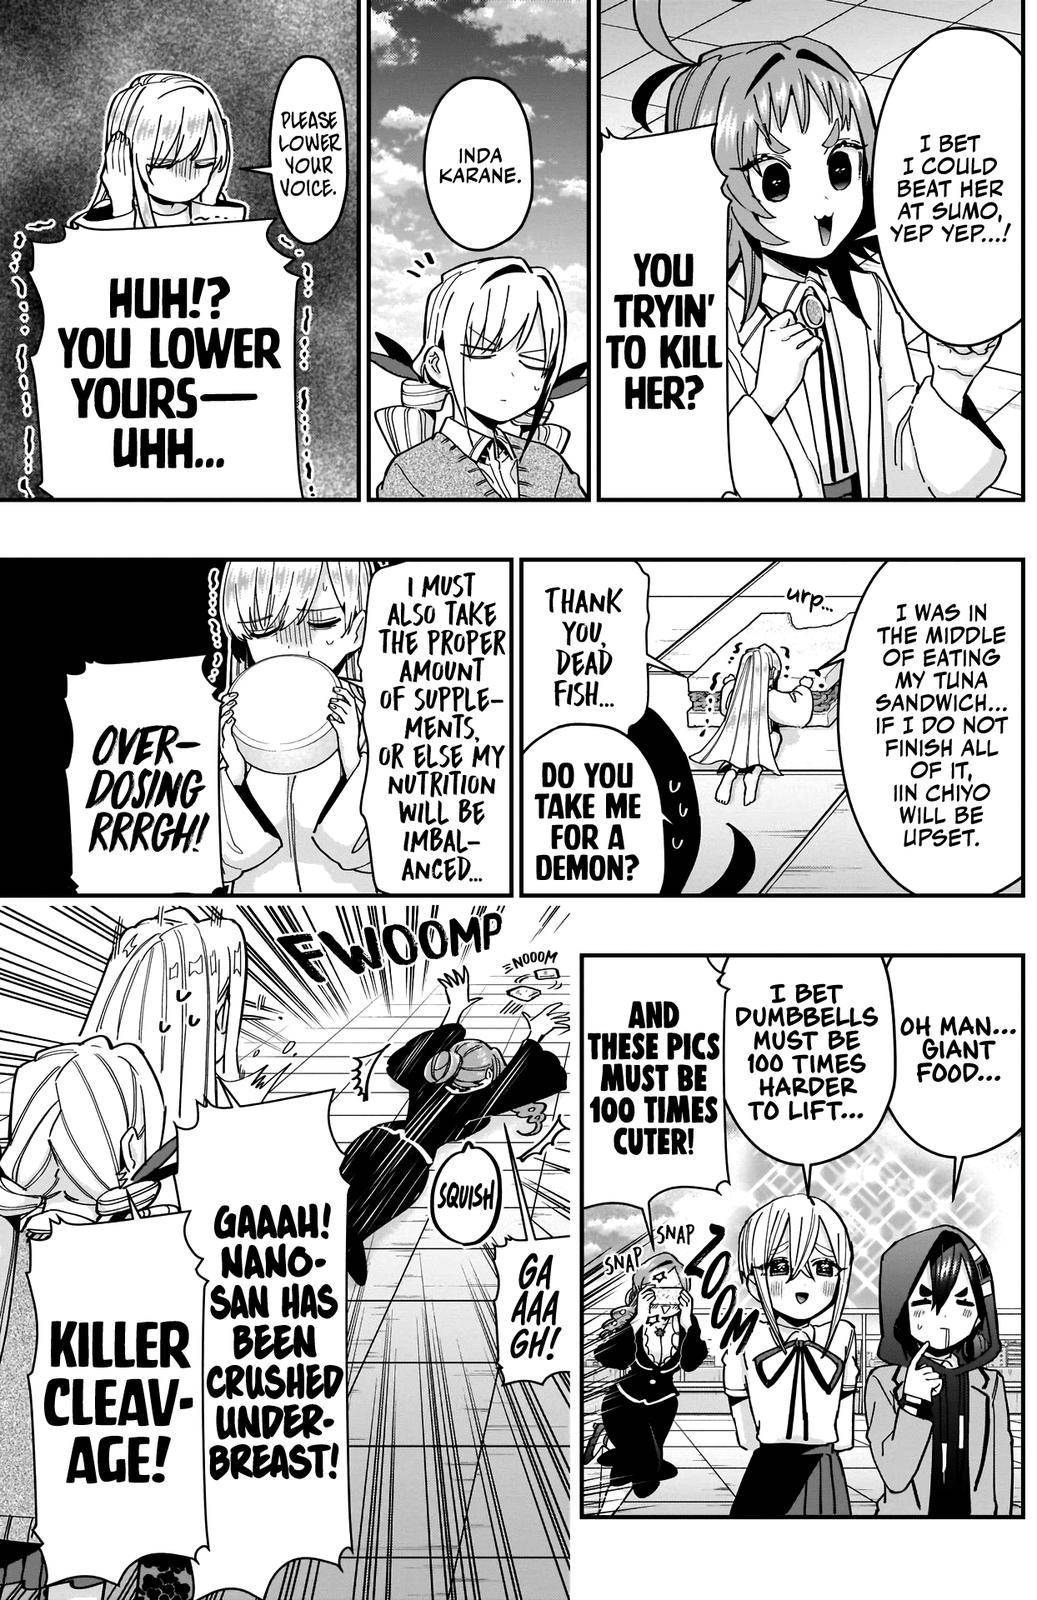 I BET
I COULD
BEAT HER
AT SUMO,
YEP YEP...!
YOU
TRYIN'
TO KILL
HER?
INDA
KARANE.
PLEASE
LOWER
YOUR
VOICE.
HUH!?
YOU LOWER
YOURS—
UHH...
I WAS IN
THE MIDDLE
OF EATING
MY TUNA
SANDWICH...
IF I DO NOT
FINISH ALL
OF IT,
IIN CHIYO
WILL BE
UPSET.
urp...
THANK
YOU,
DEAD
FISH...
DO YOU
TAKE ME
FOR A
DEMON?
I MUST
ALSO TAKE
THE PROPER
AMOUNT
OF SUPPLE-
MENTS,
OR ELSE MY
NUTRITION
WILL BE
IMBAL-
ANCED...
OVER-
DOSING
RRRGH!
OH MAN...
GIANT
FOOD...
I BET
DUMBBELLS
MUST BE
100 TIMES
HARDER
TO LIFT...
AND
THESE PICS
MUST BE
100 TIMES
CUTER!
SNAP
SNAP
ZOOM
FWOOMP
NOOOM
SQUISH
GA
AAA
GH!
GAAAH!
NANO-
SAN HAS
BEEN
CRUSHED
UNDER-
BREAST!
KILLER
CLEAV-
AGE!